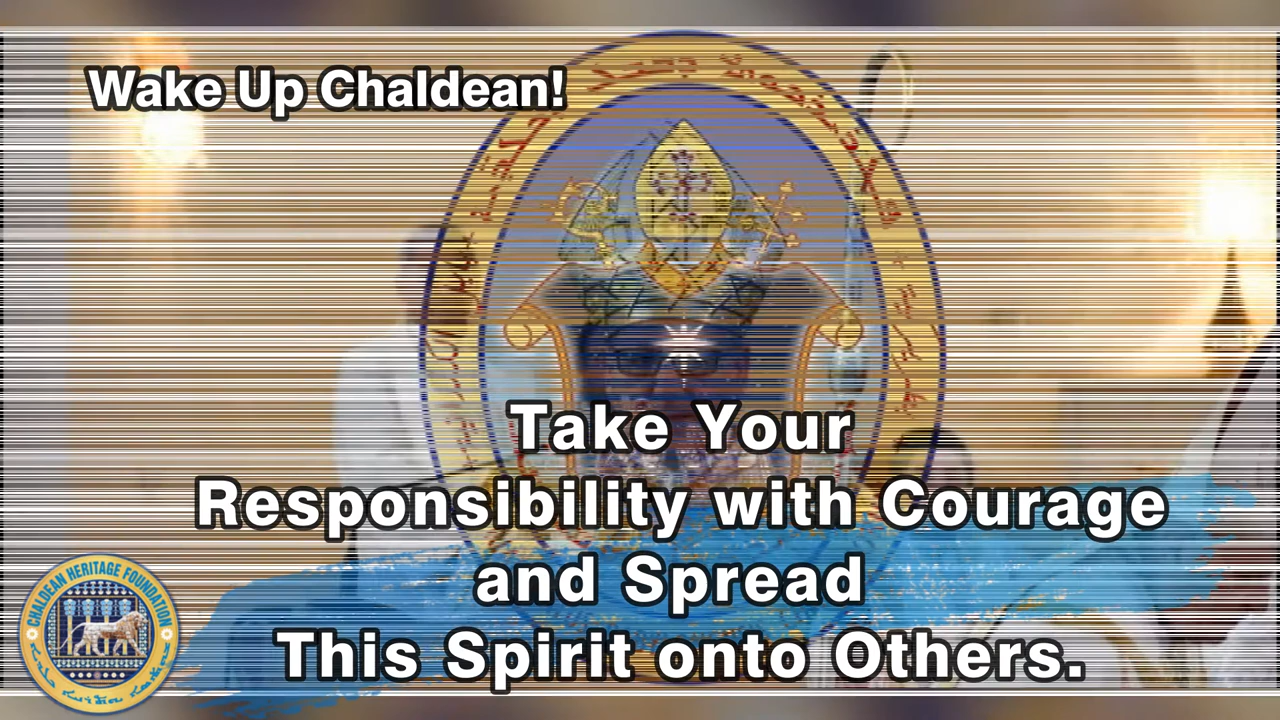 Wake Up Chaldean!
Take Your
Responsibility with Courage
and Spread
This Spirit onto Others.
CHALDEAN HERITAGE FOUNDATION